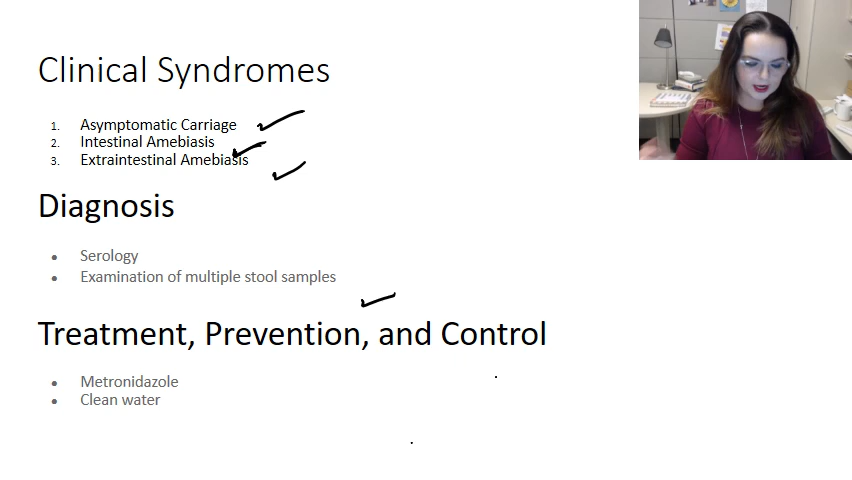 Clinical Syndromes
1. Asymptomatic Carriage
2. Intestinal Amebiasis
3. Extraintestinal Amebiasis
Diagnosis
• Serology
• Examination of multiple stool samples
Treatment, Prevention, and Control
• Metronidazole
• Clean water